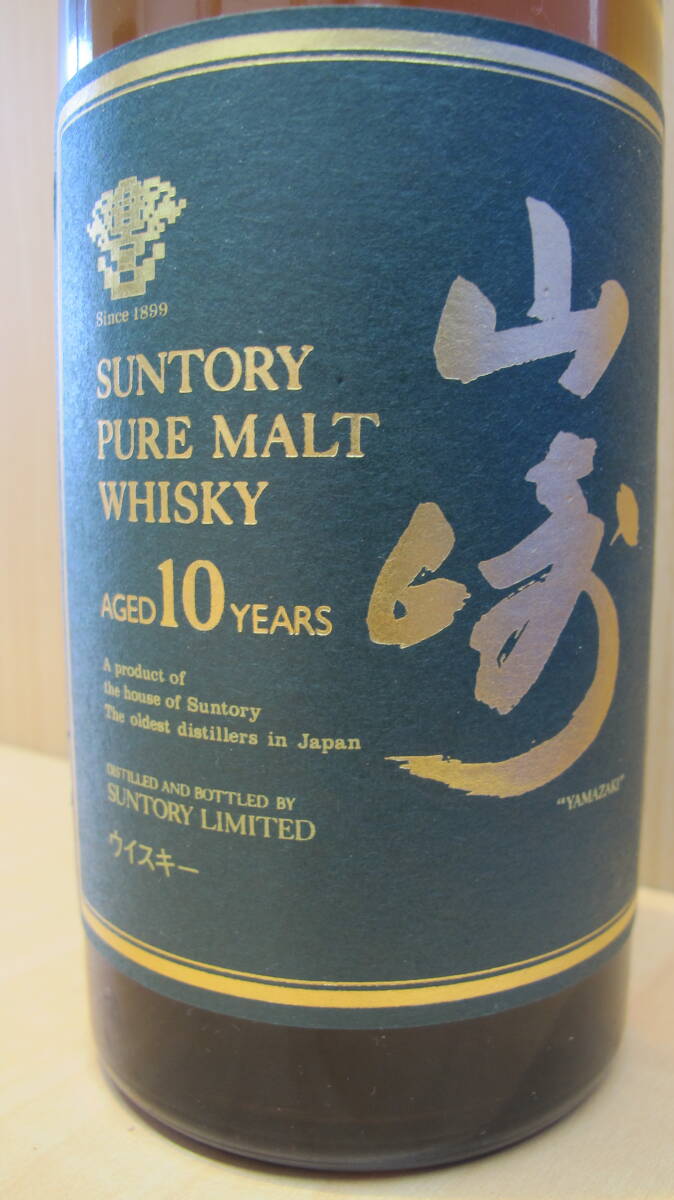 Since 1899
SUNTORY
PURE MALT
WHISKY
AGED 10 YEARS
A product of
the house of Suntory
The oldest distillers in Japan
DISTILLED AND BOTTLED BY
SUNTORY LIMITED
ウイスキー
山崎
“YAMAZAKI”